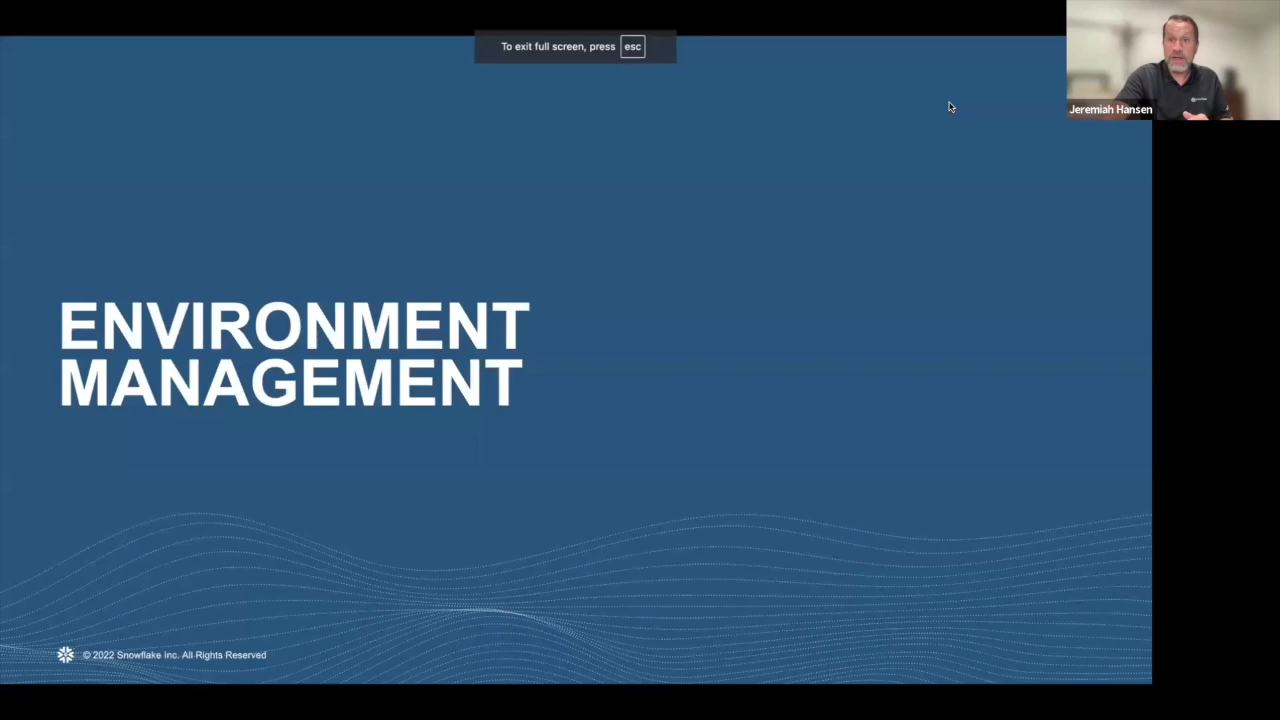 To exit full screen, press esc
Jeremiah Hansen
ENVIRONMENT
MANAGEMENT
© 2022 Snowflake Inc. All Rights Reserved